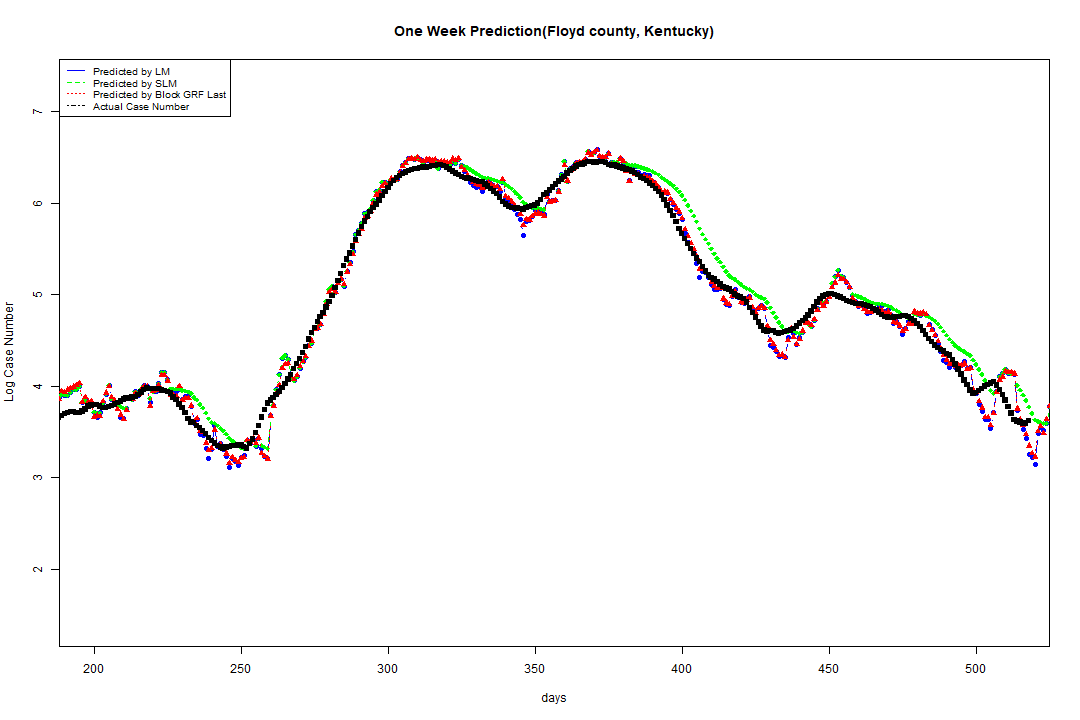 One Week Prediction(Floyd county, Kentucky)
Predicted by LM
Predicted by SLM
Predicted by Block GRF Last
Actual Case Number
Log Case Number
7
6
5
4
3
2
200 250 300 350 400 450 500
days